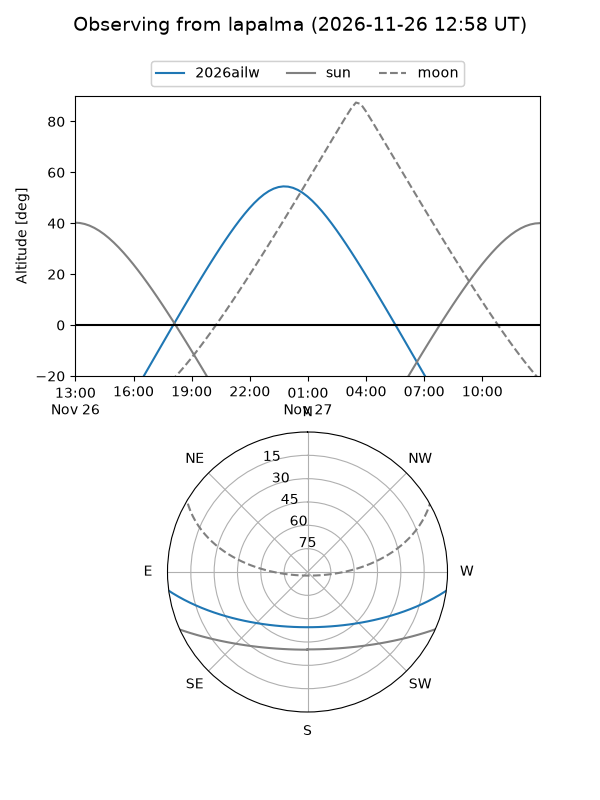 Observing from lapalma (2026-11-26 12:58 UT)
2026ailw sun moon
Altitude [deg]
80
60
40
20
0
−20
13:00 16:00 19:00 22:00 01:00 04:00 07:00 10:00
Nov 26 Nov 27
N
NE NW
15
30
45
60
75
E W
SE SW
S